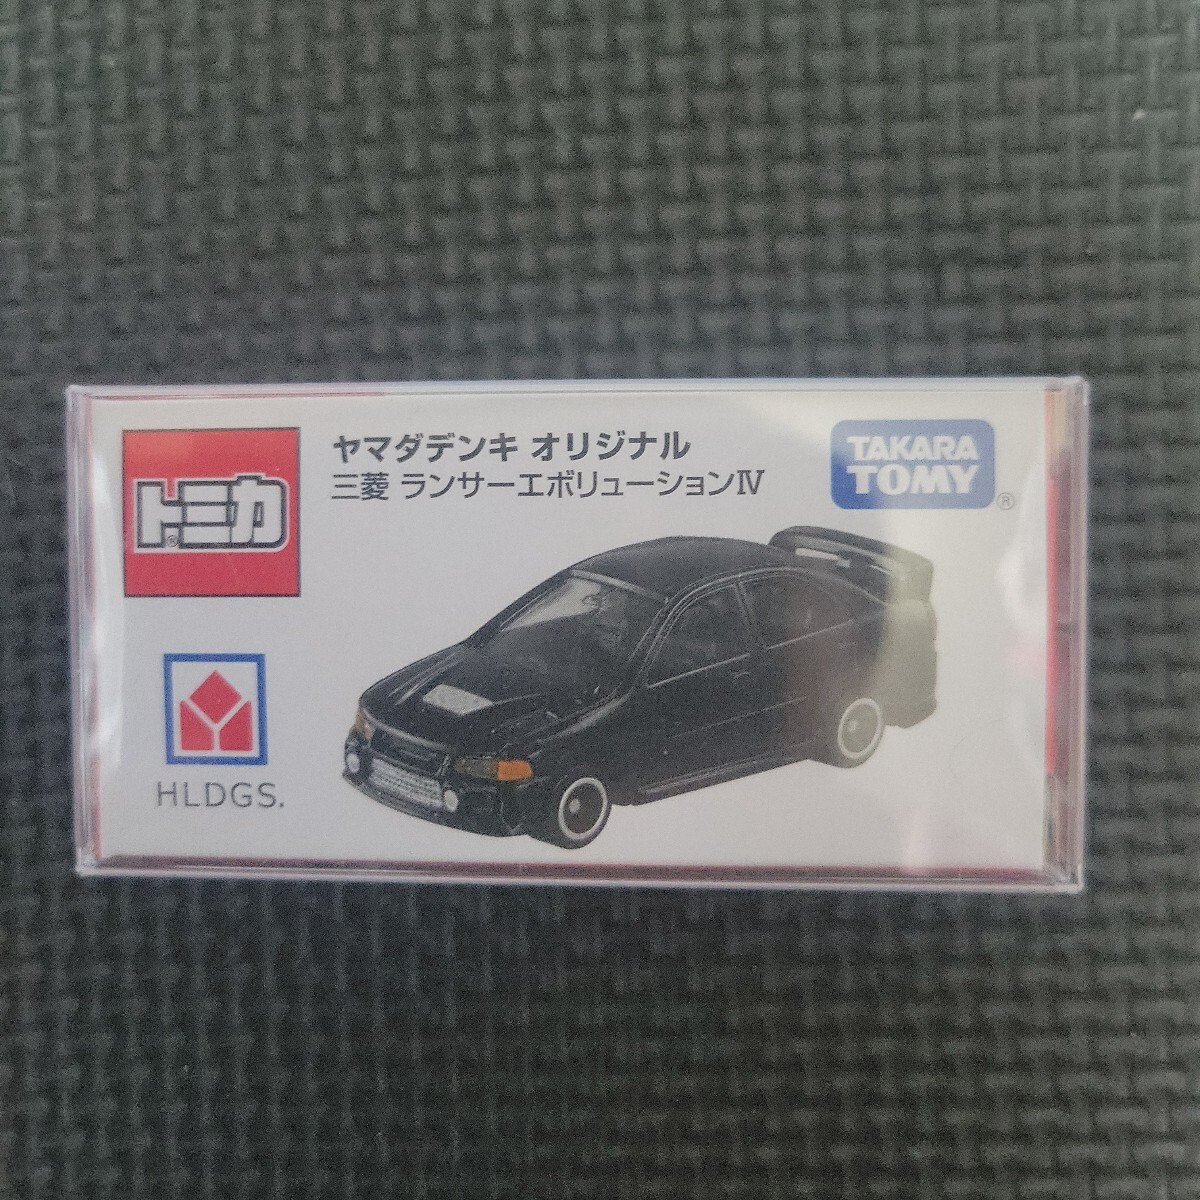 ヤマダデンキ オリジナル
三菱 ランサーエボリューションⅣ
トミカ®
TAKARA
TOMY®
HLDGS.